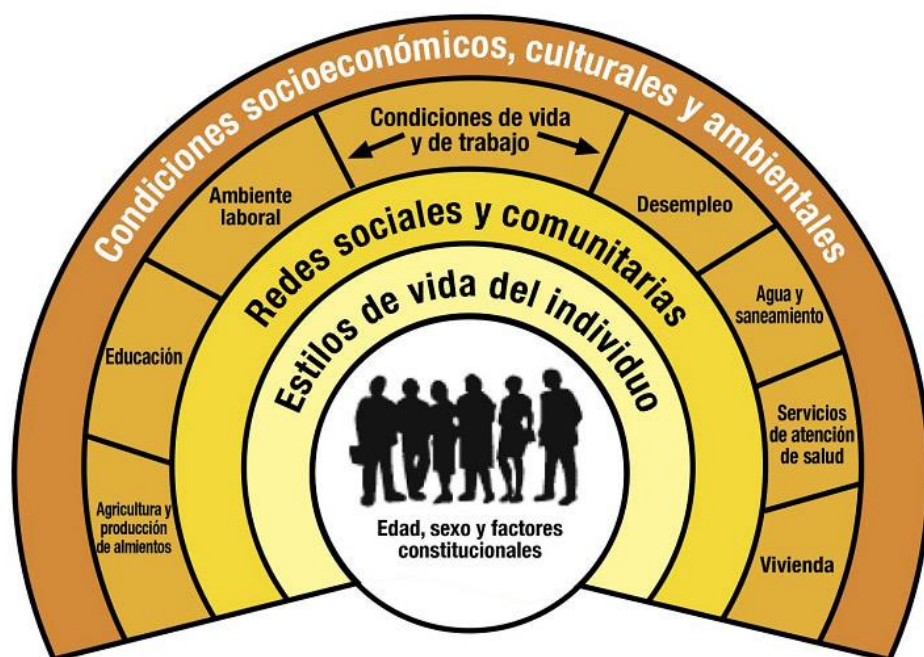 Condiciones socioeconómicos, culturales y ambientales
Condiciones de vida
y de trabajo
Ambiente
laboral
Desempleo
Redes sociales y comunitarias
Agua y
saneamiento
Educación
Estilos de vida del individuo
Servicios
de atención
de salud
Agricultura y
producción
de almientos
Edad, sexo y factores
constitucionales
Vivienda